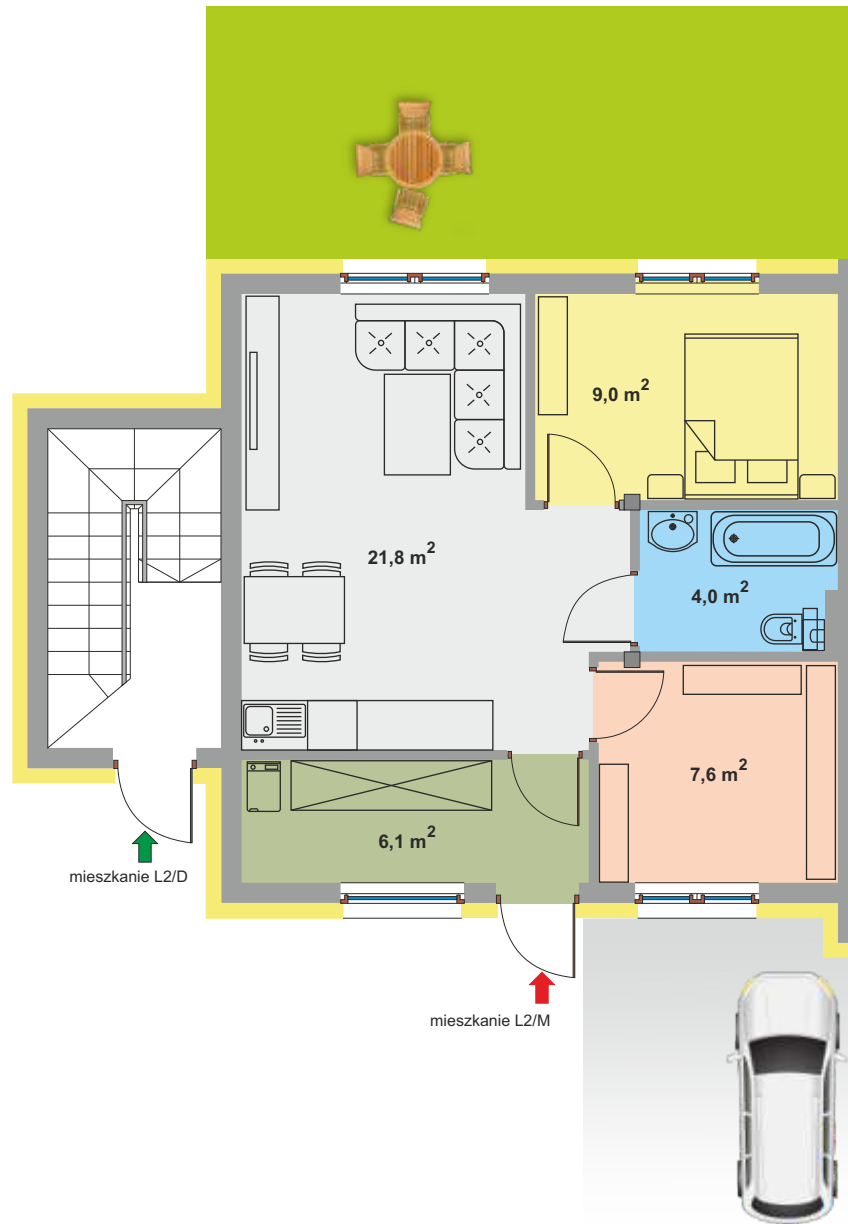 9,0 m²
21,8 m²
4,0 m²
7,6 m²
6,1 m²
mieszkanie L2/D
mieszkanie L2/M